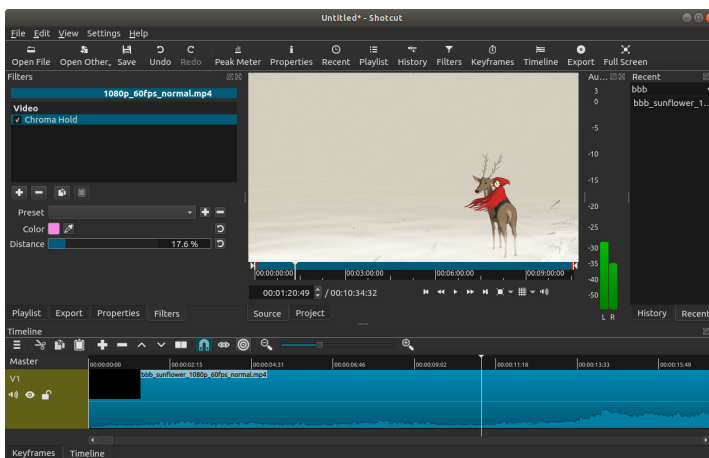 Untitled* - Shotcut
File Edit View Settings Help
Open File Open Other.. Save Undo Redo Peak Meter Properties Recent Playlist History Filters Keyframes Timeline Export Full Screen
Filters
1080p_60fps_normal.mp4
Video
Chroma Hold
Preset
Color
Distance 17.6 %
Playlist Export Properties Filters
00:00:00:00 00:03:00:00 00:06:00:00 00:09:00:00
00:01:20:49 / 00:10:34:32
Source Project
Au...
3
0
-5
-10
-15
-20
-25
-30
-35
-40
-50
L R
Recent
bbb
bbb_sunflower_1...
History Recent
Timeline
Master
00:00:00:00 00:00:02:15 00:00:04:31 00:00:06:46 00:00:09:02 00:00:11:18 00:00:13:33 00:00:15:49
V1
bbb_sunflower_1080p_60fps_normal.mp4
Keyframes Timeline